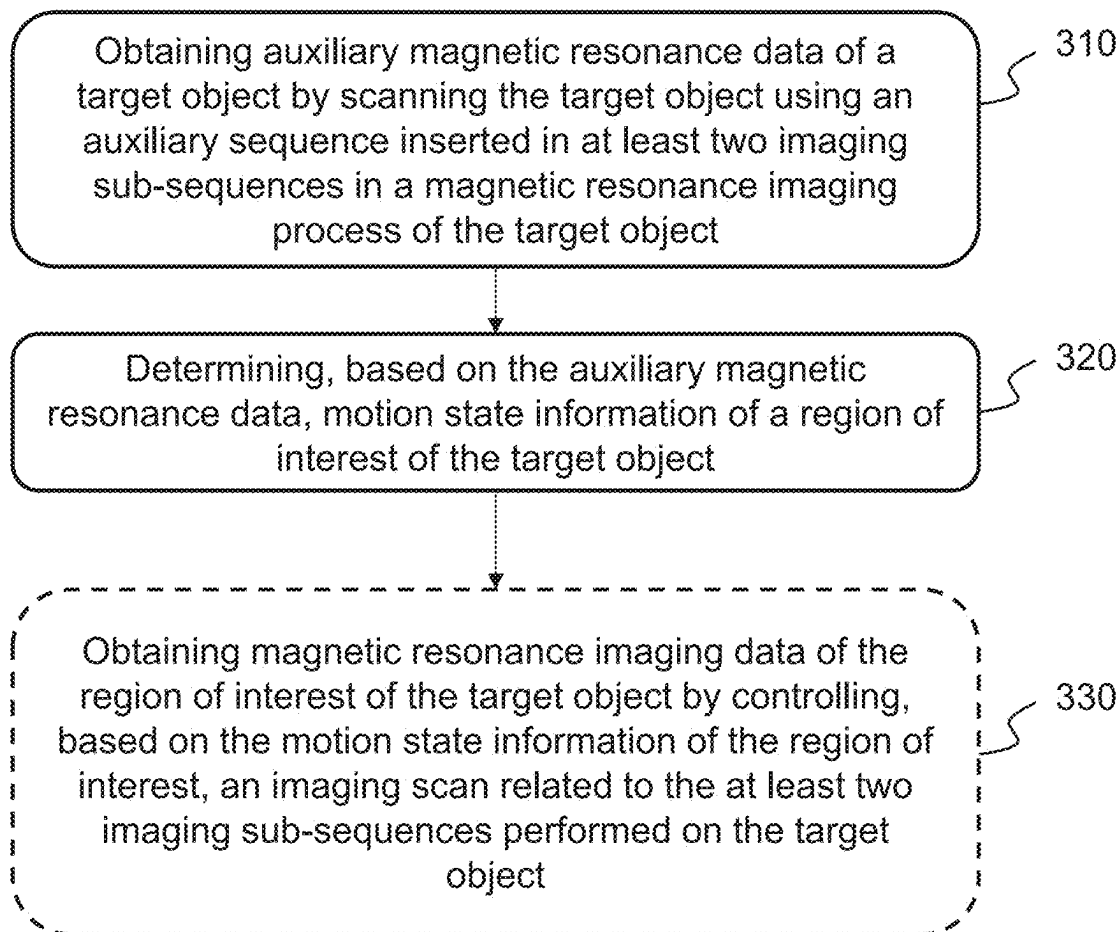 Obtaining auxiliary magnetic resonance data of a
target object by scanning the target object using an
auxiliary sequence inserted in at least two imaging
sub-sequences in a magnetic resonance imaging
process of the target object
310
Determining, based on the auxiliary magnetic
resonance data, motion state information of a region of
interest of the target object
320
Obtaining magnetic resonance imaging data of the
region of interest of the target object by controlling,
based on the motion state information of the region of
interest, an imaging scan related to the at least two
imaging sub-sequences performed on the target
object
330